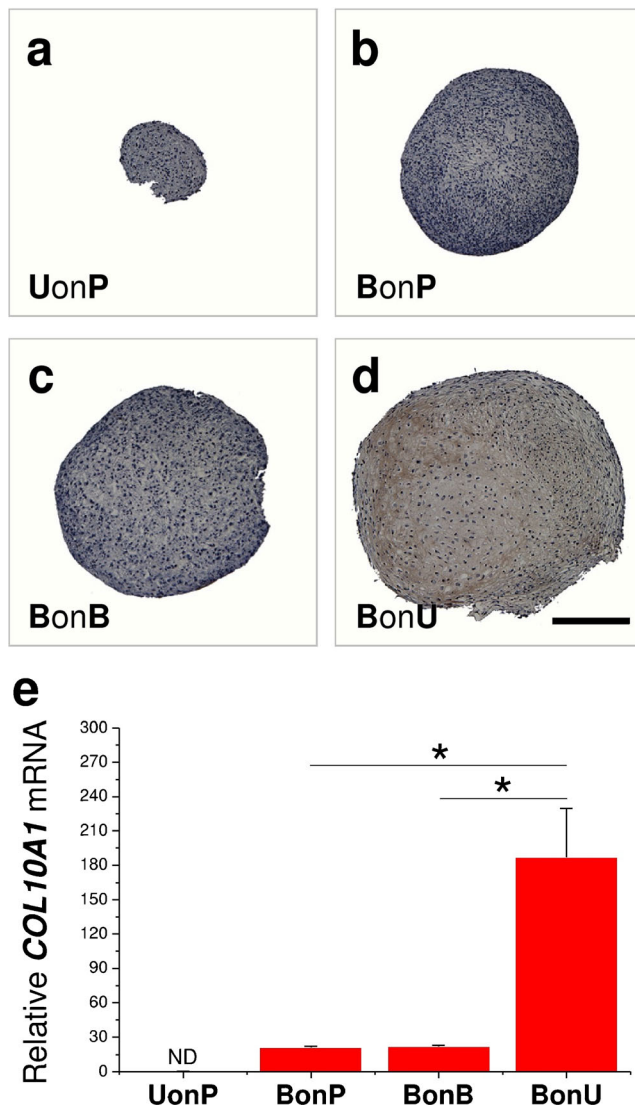 a
b
UonP
BonP
c
d
BonB
BonU
e
Relative COL10A1 mRNA
300
270
240
210
180
150
120
90
60
30
0
*
*
ND
UonP BonP BonB BonU